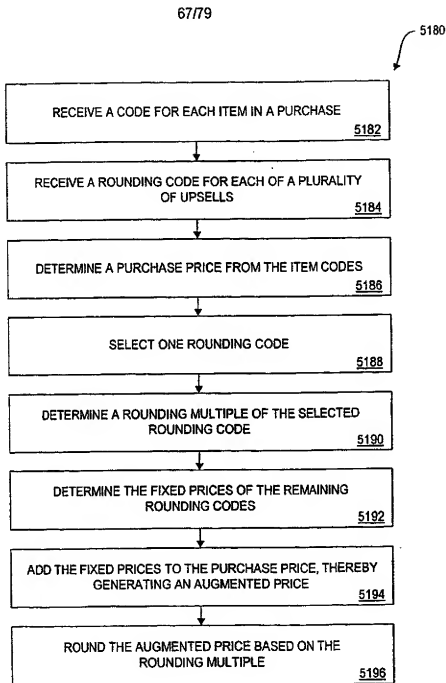 67/79
5180
RECEIVE A CODE FOR EACH ITEM IN A PURCHASE
5182
RECEIVE A ROUNDING CODE FOR EACH OF A PLURALITY
OF UPSELLS
5184
DETERMINE A PURCHASE PRICE FROM THE ITEM CODES
5186
SELECT ONE ROUNDING CODE
5188
DETERMINE A ROUNDING MULTIPLE OF THE SELECTED
ROUNDING CODE
5190
DETERMINE THE FIXED PRICES OF THE REMAINING
ROUNDING CODES
5192
ADD THE FIXED PRICES TO THE PURCHASE PRICE, THEREBY
GENERATING AN AUGMENTED PRICE
5194
ROUND THE AUGMENTED PRICE BASED ON THE
ROUNDING MULTIPLE
5196